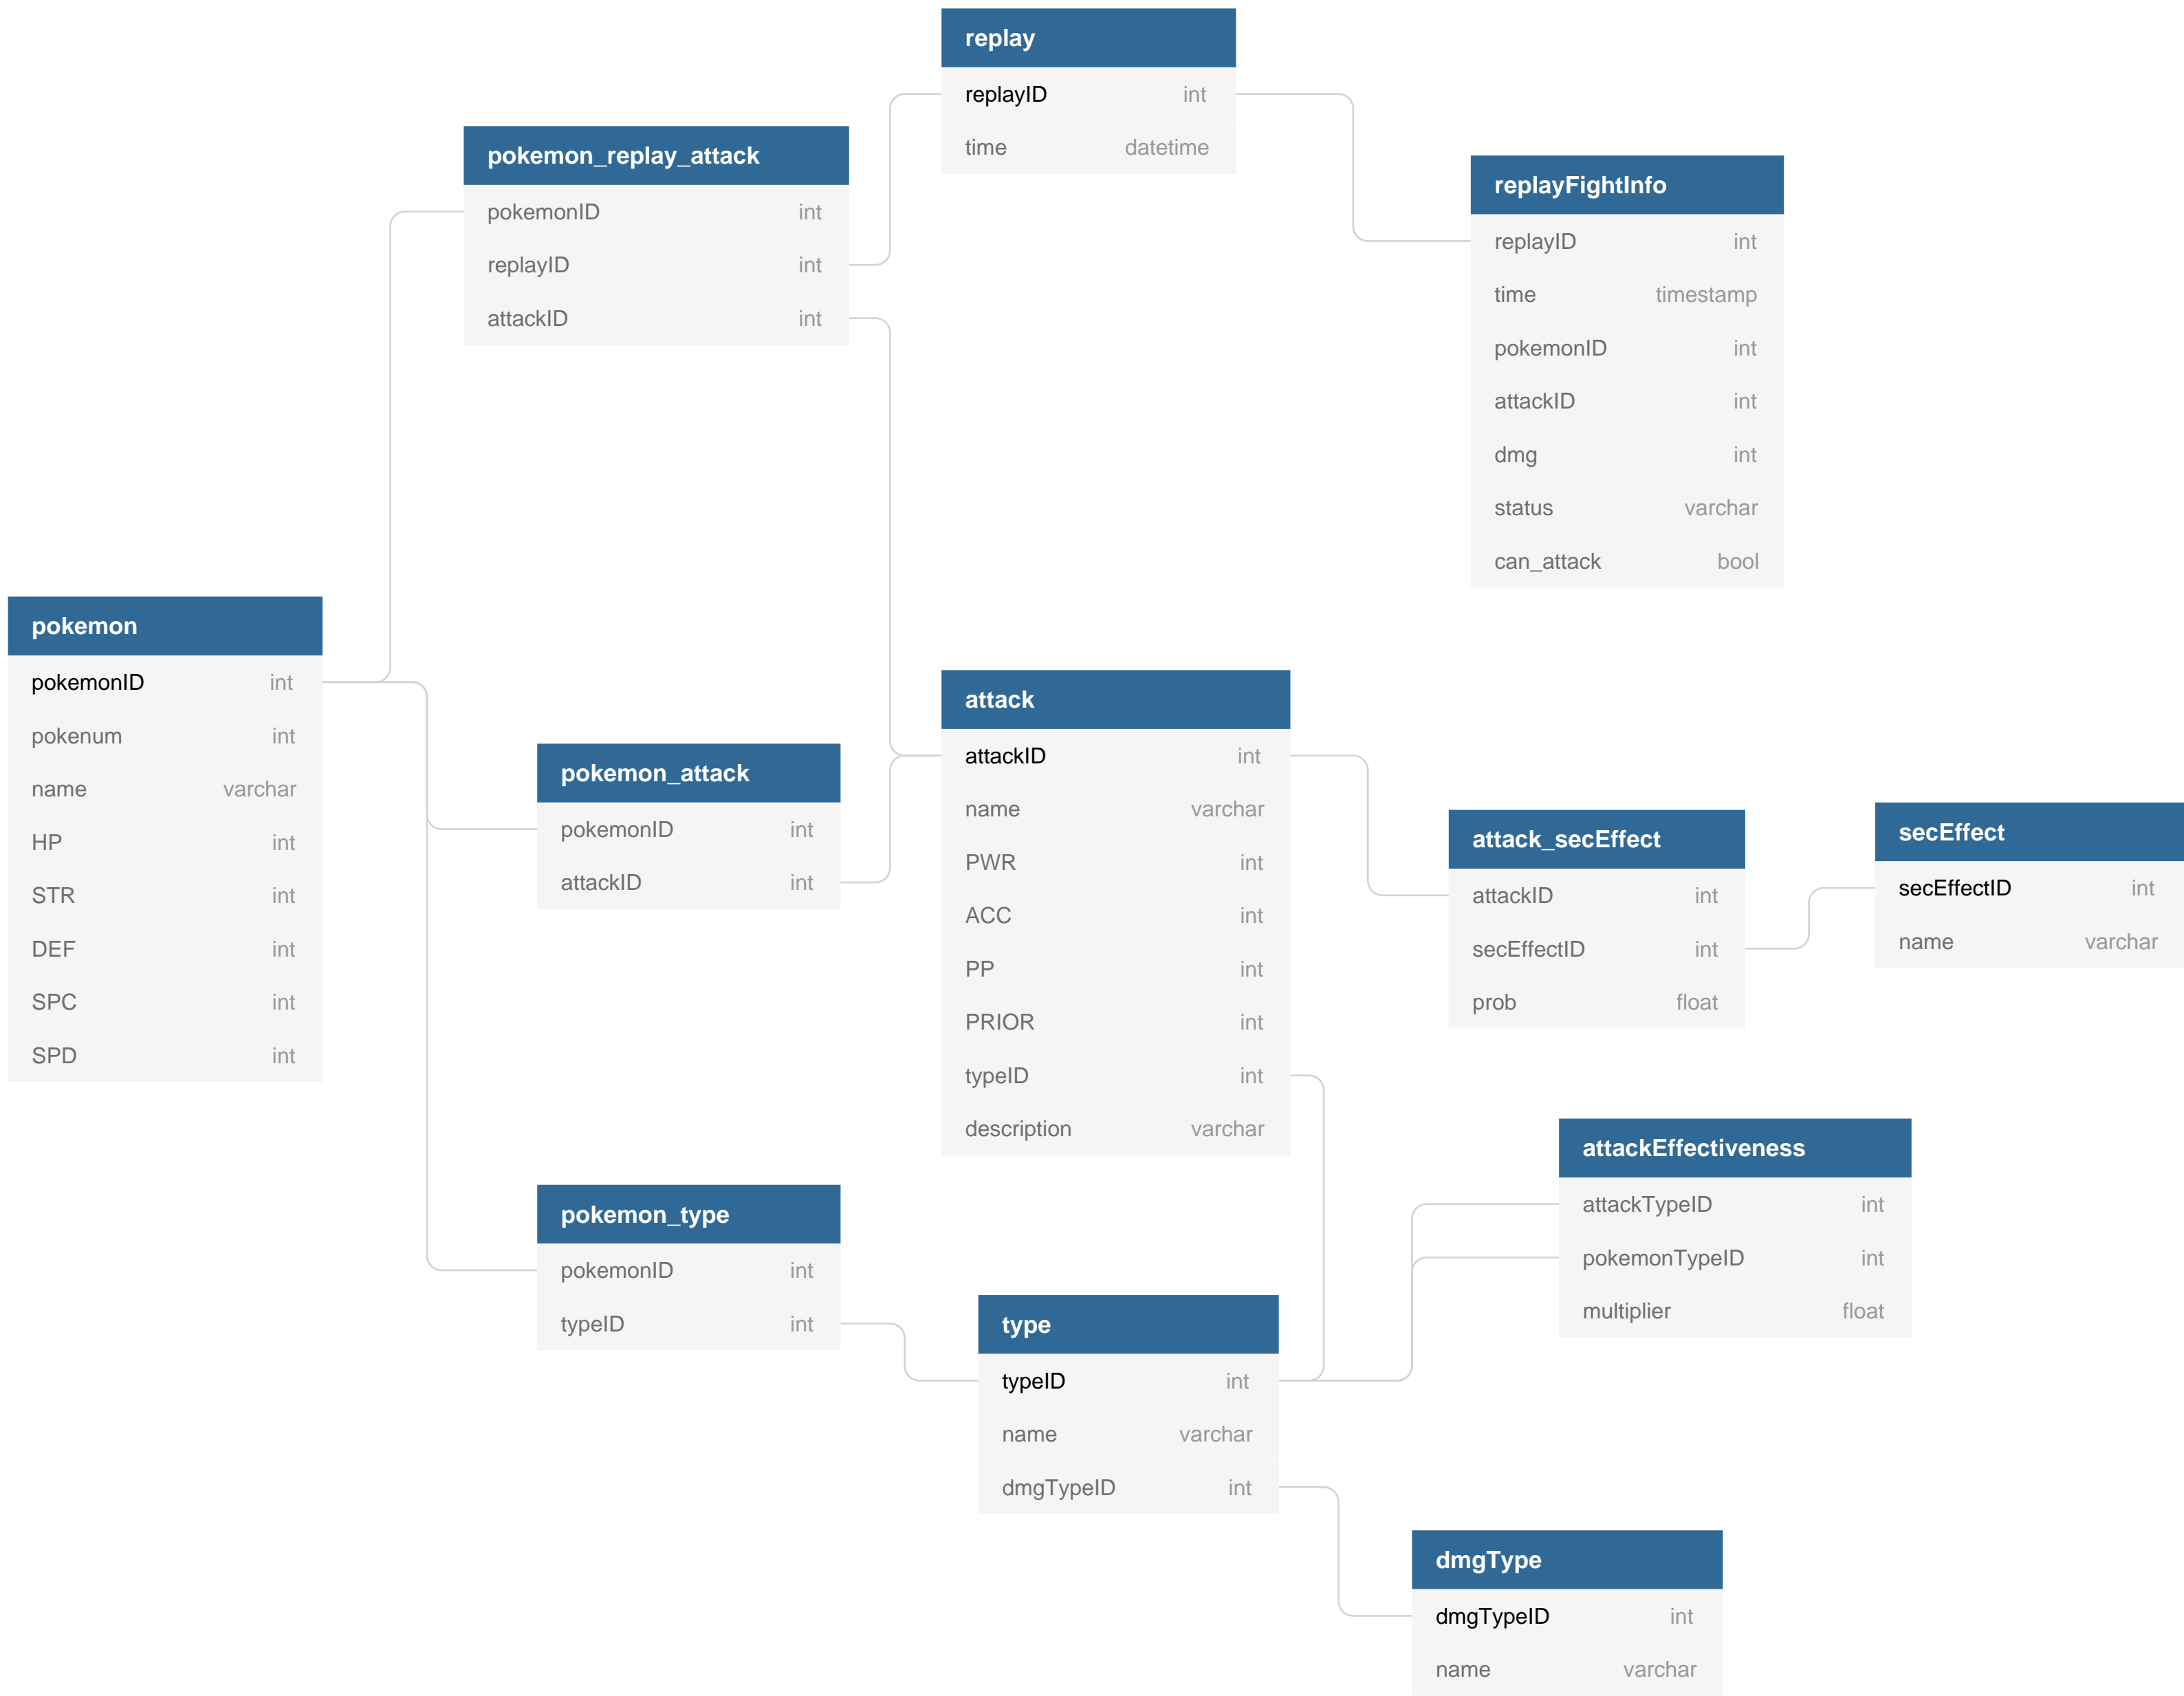 replay
replayID int
time datetime
pokemon_replay_attack
pokemonID int
replayID int
attackID int
replayFightInfo
replayID int
time timestamp
pokemonID int
attackID int
dmg int
status varchar
can_attack bool
pokemon
pokemonID int
pokenum int
name varchar
HP int
STR int
DEF int
SPC int
SPD int
attack
attackID int
name varchar
PWR int
ACC int
PP int
PRIOR int
typeID int
description varchar
pokemon_attack
pokemonID int
attackID int
attack_secEffect
attackID int
secEffectID int
prob float
secEffect
secEffectID int
name varchar
attackEffectiveness
attackTypeID int
pokemonTypeID int
multiplier float
pokemon_type
pokemonID int
typeID int
type
typeID int
name varchar
dmgTypeID int
dmgType
dmgTypeID int
name varchar